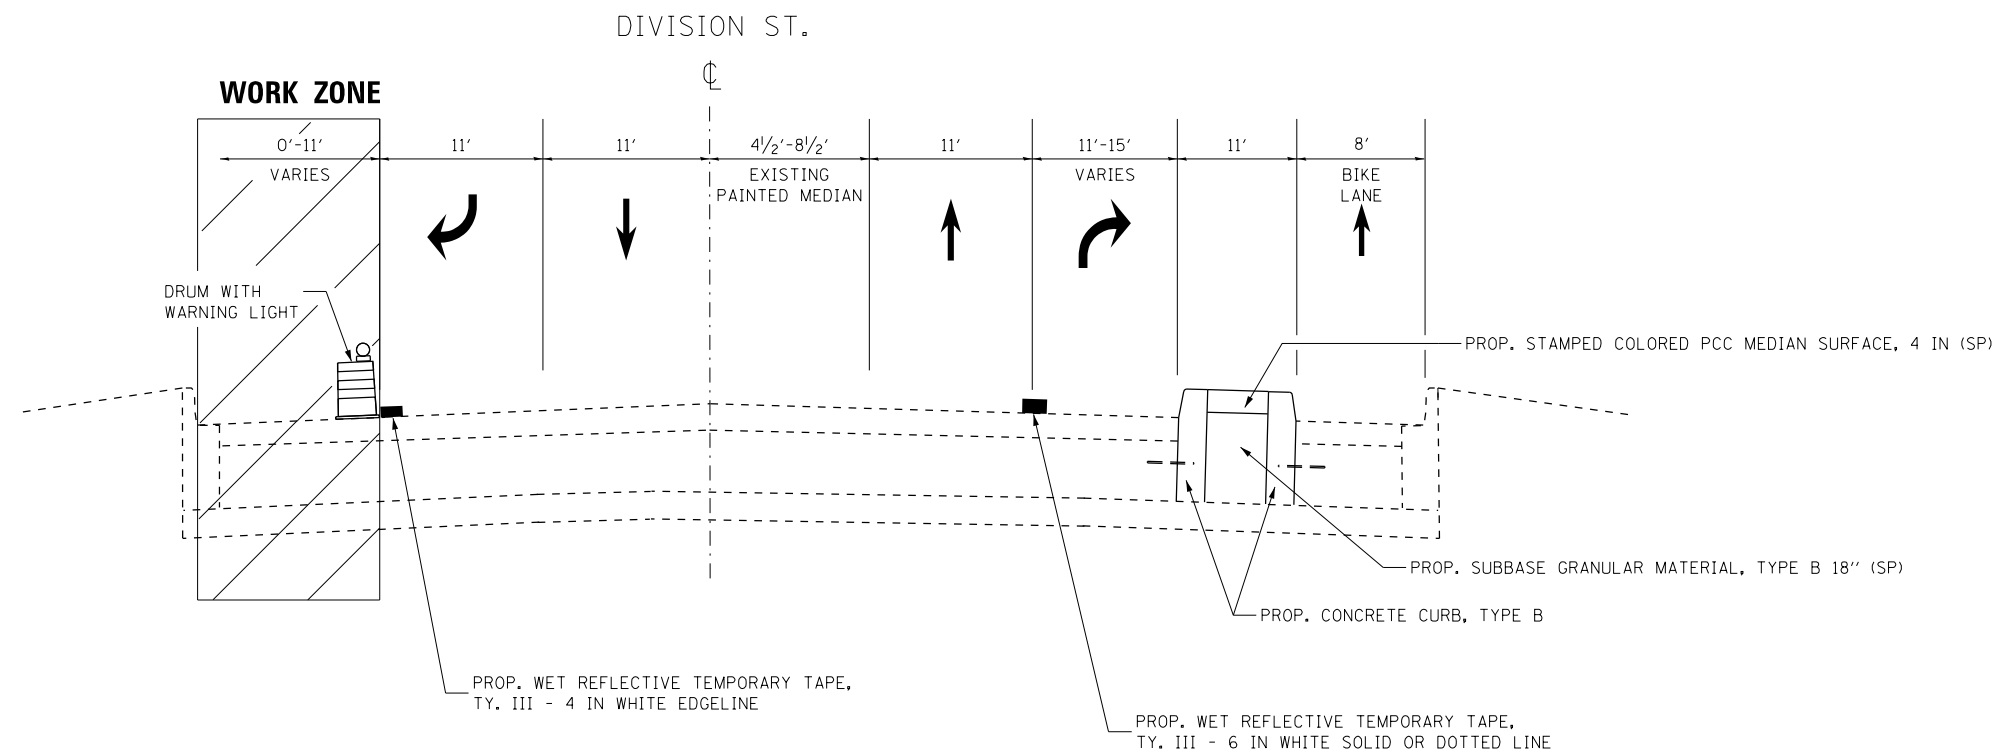 DIVISION ST.
℄
WORK ZONE
0'-11'
VARIES
11'
11'
4½'-8½'
EXISTING
PAINTED MEDIAN
11'
11'-15'
VARIES
11'
8'
BIKE
LANE
DRUM WITH
WARNING LIGHT
PROP. STAMPED COLORED PCC MEDIAN SURFACE, 4 IN (SP)
PROP. SUBBASE GRANULAR MATERIAL, TYPE B 18" (SP)
PROP. CONCRETE CURB, TYPE B
PROP. WET REFLECTIVE TEMPORARY TAPE,
TY. III - 4 IN WHITE EDGELINE
PROP. WET REFLECTIVE TEMPORARY TAPE,
TY. III - 6 IN WHITE SOLID OR DOTTED LINE